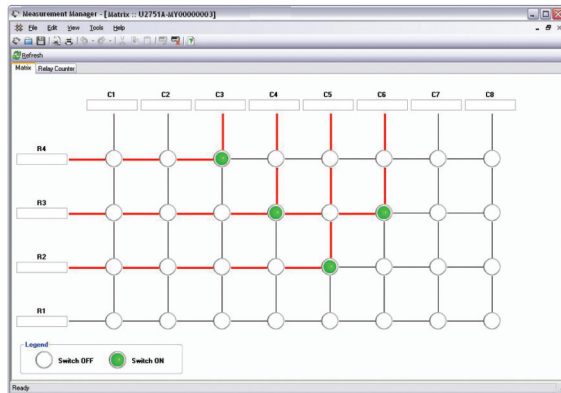 Measurement Manager - [Matrix :: U2751A-MY00000003]
File Edit View Tools Help
Refresh
Matrix Relay Counter
C1 C2 C3 C4 C5 C6 C7 C8
R4
R3
R2
R1
Legend
Switch OFF Switch ON
Ready